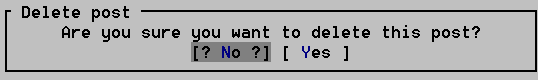 Delete post
Are you sure you want to delete this post?
[? No ?] [ Yes ]